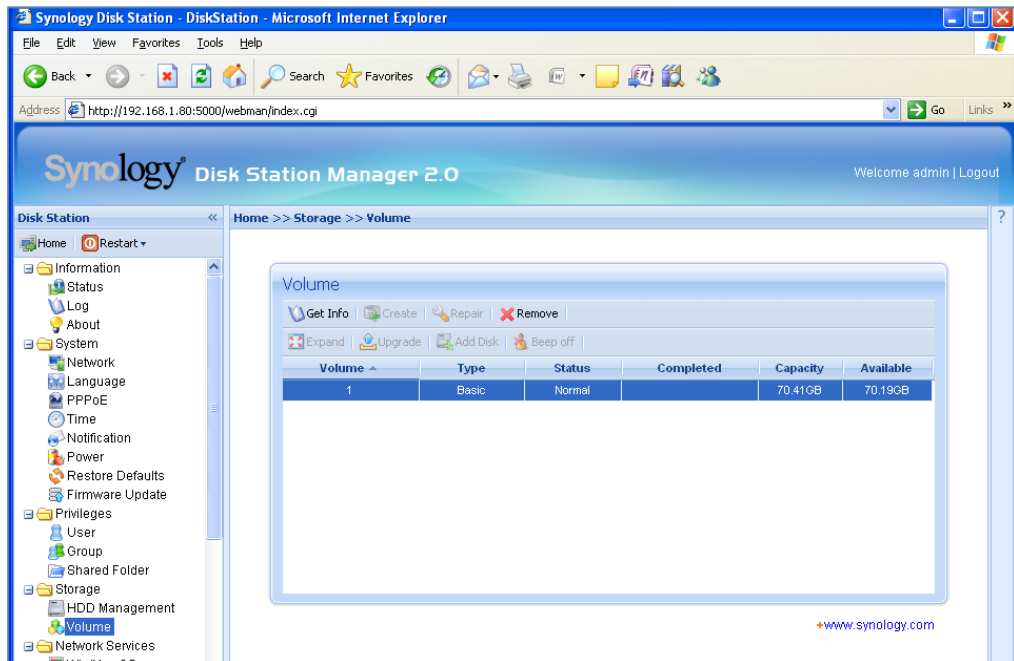 Synology Disk Station - DiskStation - Microsoft Internet Explorer
File Edit View Favorites Tools Help
Back Search Favorites
Address http://192.168.1.80:5000/webman/index.cgi Go Links »
Synology® Disk Station Manager 2.0
Welcome admin | Logout
Disk Station «
Home >> Storage >> Volume ?
Home Restart
Information
Status
Log
About
System
Network
Language
PPPoE
Time
Notification
Power
Restore Defaults
Firmware Update
Privileges
User
Group
Shared Folder
Storage
HDD Management
Volume
Network Services
Volume
Get Info Create Repair Remove
Expand Upgrade Add Disk Beep off
Volume Type Status Completed Capacity Available
1 Basic Normal 70.41GB 70.19GB
+www.synology.com